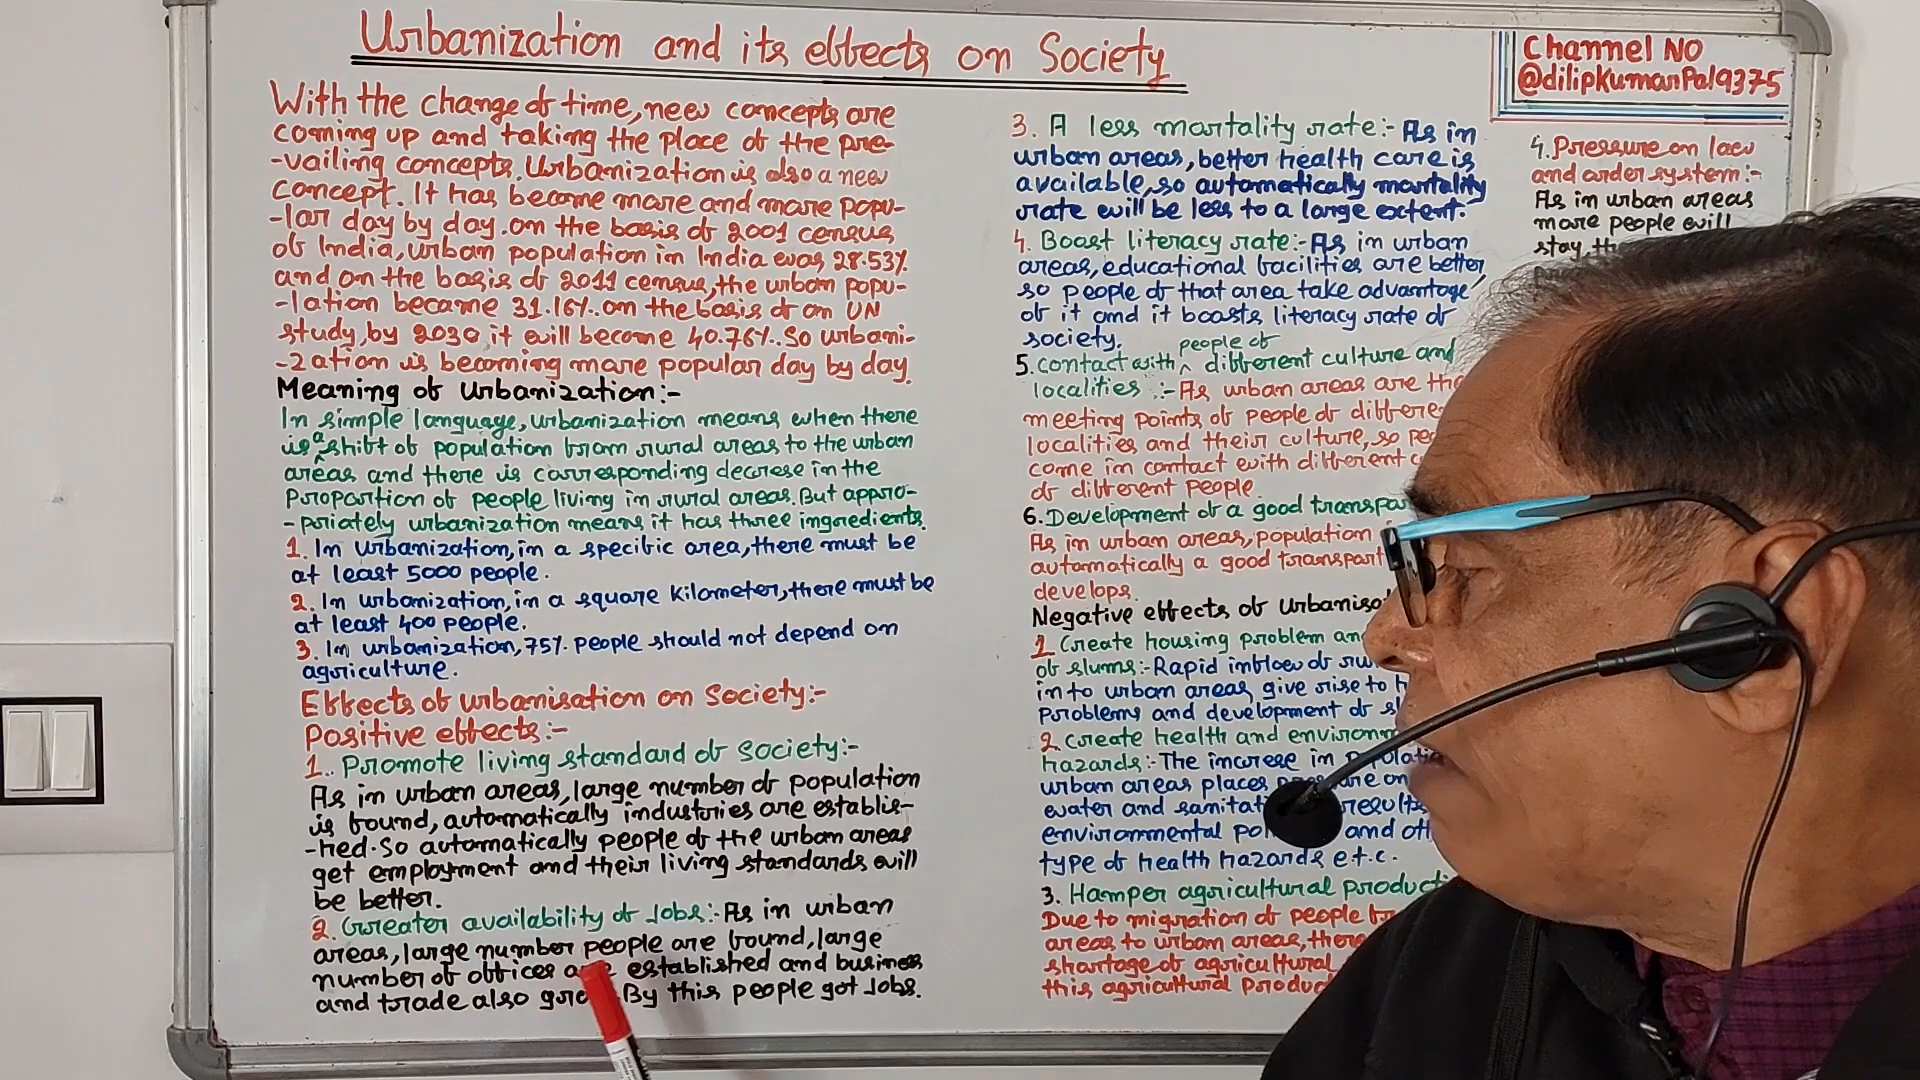 Urbanization and its effects on Society
Channel NO
@dilipKumarPal9375
With the change of time, new concepts are
coming up and taking the place of the pre-
-vailing concepts. Urbanization is also a new
concept. It has become more and more popu-
-lar day by day. on the basis of 2001 census
of India, urban population in India was 28.53%
and on the basis of 2011 census, the urban popu-
-lation became 31.16%. on the basis of an UN
study, by 2030 it will become 40.76%. So urbani-
-zation is becoming more popular day by day.
Meaning of Urbanization:-
In simple language, urbanization means when there
is a shift of population from rural areas to the urban
areas and there is corresponding decrese in the
proportion of people living in rural areas. But appro-
-priately urbanization means it has three ingredients.
1. In Urbanization, in a specific area, there must be
at least 5000 people.
2. In urbanization, in a square kilometer, there must be
at least 400 people.
3. In urbanization, 75% people should not depend on
agriculture.
Effects of urbanisation on Society:-
Positive effects:-
1. Promote living standard of society:-
As in urban areas, large number of population
is found, automatically industries are establis-
-hed. So automatically people of the urban areas
get employment and their living standards will
be better.
2. Greater availability of Jobs:- As in urban
areas, large number people are found, large
number of offices are established and business
and trade also By this people got Jobs.
3. A less mortality rate:- As in
urban areas, better health care is
available, so automatically mortality
rate will be less to a large extent.
4. Boost literacy rate:- As in urban
areas, educational facilities are better,
so people of that area take advantage
of it and it boosts literacy rate of
society.
5. contact with people of different culture and
localities :- As urban areas are the
meeting points of people of
localities and their culture, so
come in contact with different
of different people
6. Development of a good
As in urban areas, population
automatically a good transport
develops.
Negative effects of
1 Create housing problem
of slums:- Rapid inflow of
in to urban areas, give rise to
problems and development of
2. create health and
hazards:- The increse in
urban areas places on
water and results
environmental and
type of health hazards e.t.c.
3. Hamper agricultural
Due to migration of people
areas to urban areas,
shortage of agricultural
this agricultural
4. Pressure on law
and order system:-
As in urban areas
more people will
stay,